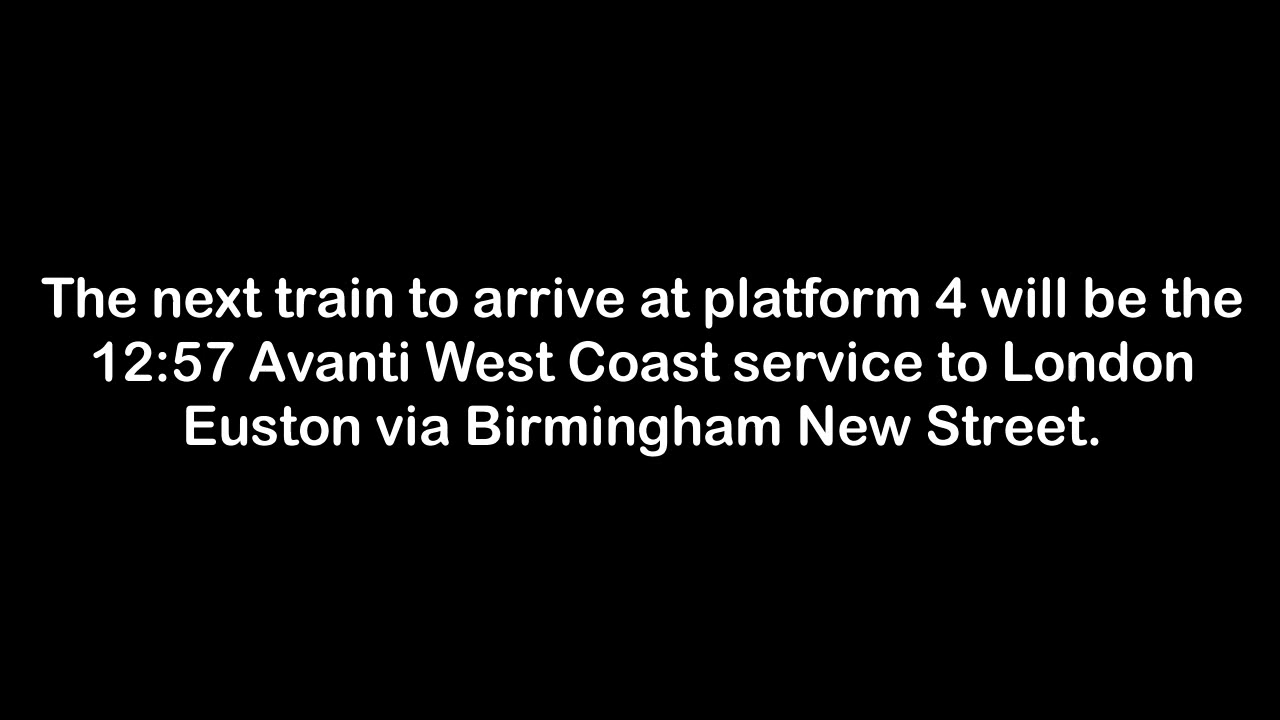 The next train to arrive at platform 4 will be the
12:57 Avanti West Coast service to London
Euston via Birmingham New Street.